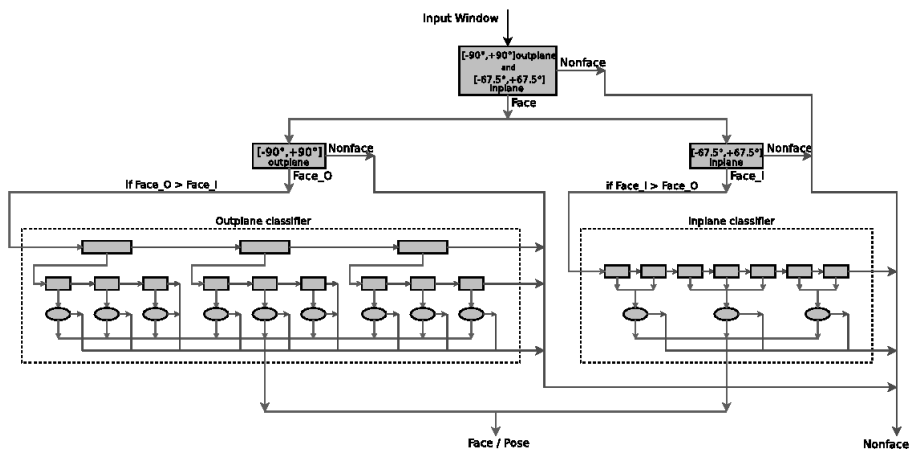 Input Window
[-90°,+90°]outplane
and
[-67.5°,+67.5°]
inplane
Nonface
Face
[-90°,+90°]
outplane
Nonface
Face_O
[-67.5°,+67.5°]
inplane
Nonface
Face_I
if Face_O > Face_I
if Face_I > Face_O
Outplane classifier
Inplane classifier
Face / Pose
Nonface